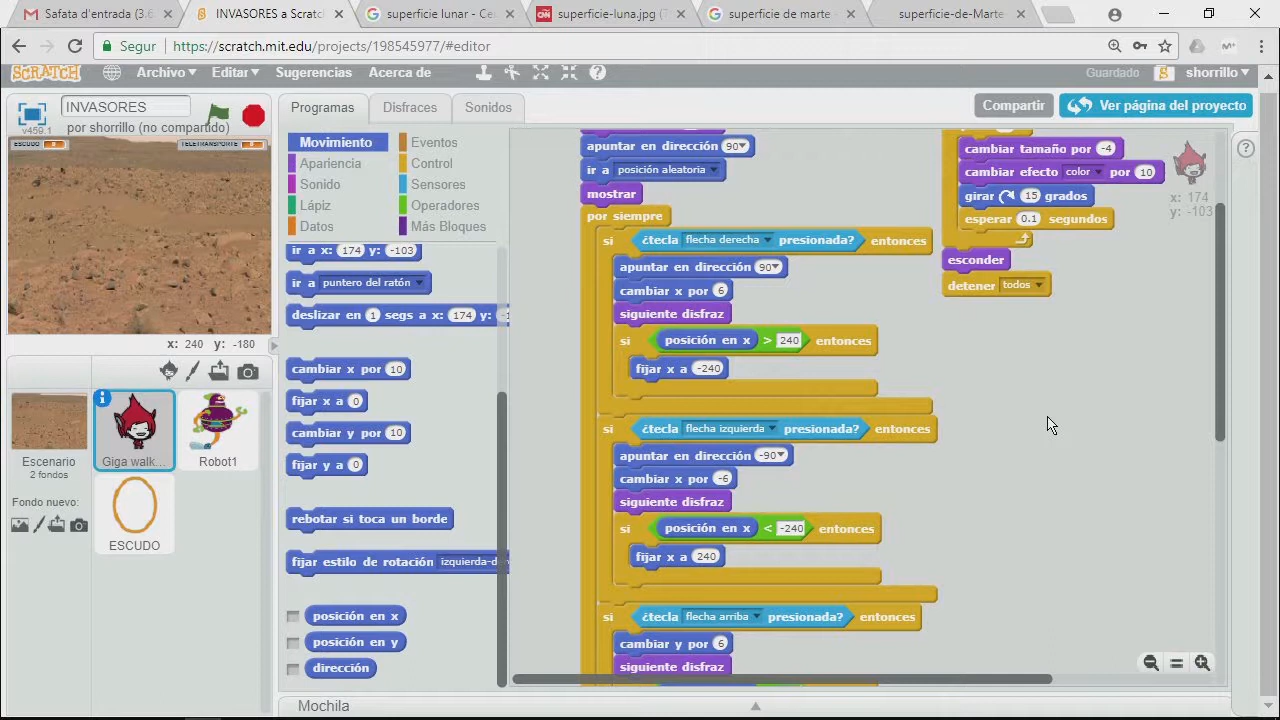 Safata d'entrada (3.6
INVASORES a Scratch
superficie lunar - Ce
superficie-luna.jpg (7
superficie de marte -
superficie-de-Marte
Segur
https://scratch.mit.edu/projects/198545977/#editor
SCRATCH
Archivo
Editar
Sugerencias
Acerca de
Guardado
shorrillo
v459.1
INVASORES
por shorrillo (no compartido)
Programas
Disfraces
Sonidos
Compartir
Ver página del proyecto
ESCUDO
TELETRANSPORTE
x: 240 y: -180
Escenario
2 fondos
Fondo nuevo:
Giga walk...
Robot1
ESCUDO
Movimiento
Apariencia
Sonido
Lápiz
Datos
Eventos
Control
Sensores
Operadores
Más Bloques
ir a x: 174 y: -103
ir a puntero del ratón
deslizar en 1 segs a x: 174 y:
cambiar x por 10
fijar x a 0
cambiar y por 10
fijar y a 0
rebotar si toca un borde
fijar estilo de rotación
posición en x
posición en y
dirección
apuntar en dirección 90
ir a posición aleatoria
mostrar
por siempre
si ¿tecla flecha derecha presionada? entonces
apuntar en dirección 90
cambiar x por 6
siguiente disfraz
si posición en x > 240 entonces
fijar x a -240
si ¿tecla flecha izquierda presionada? entonces
apuntar en dirección -90
cambiar x por -6
siguiente disfraz
si posición en x < -240 entonces
fijar x a 240
si ¿tecla flecha arriba presionada? entonces
cambiar y por 6
siguiente disfraz
cambiar tamaño por -4
cambiar efecto color por 10
girar 15 grados
esperar 0.1 segundos
esconder
detener todos
x: 174
y: -103
Mochila